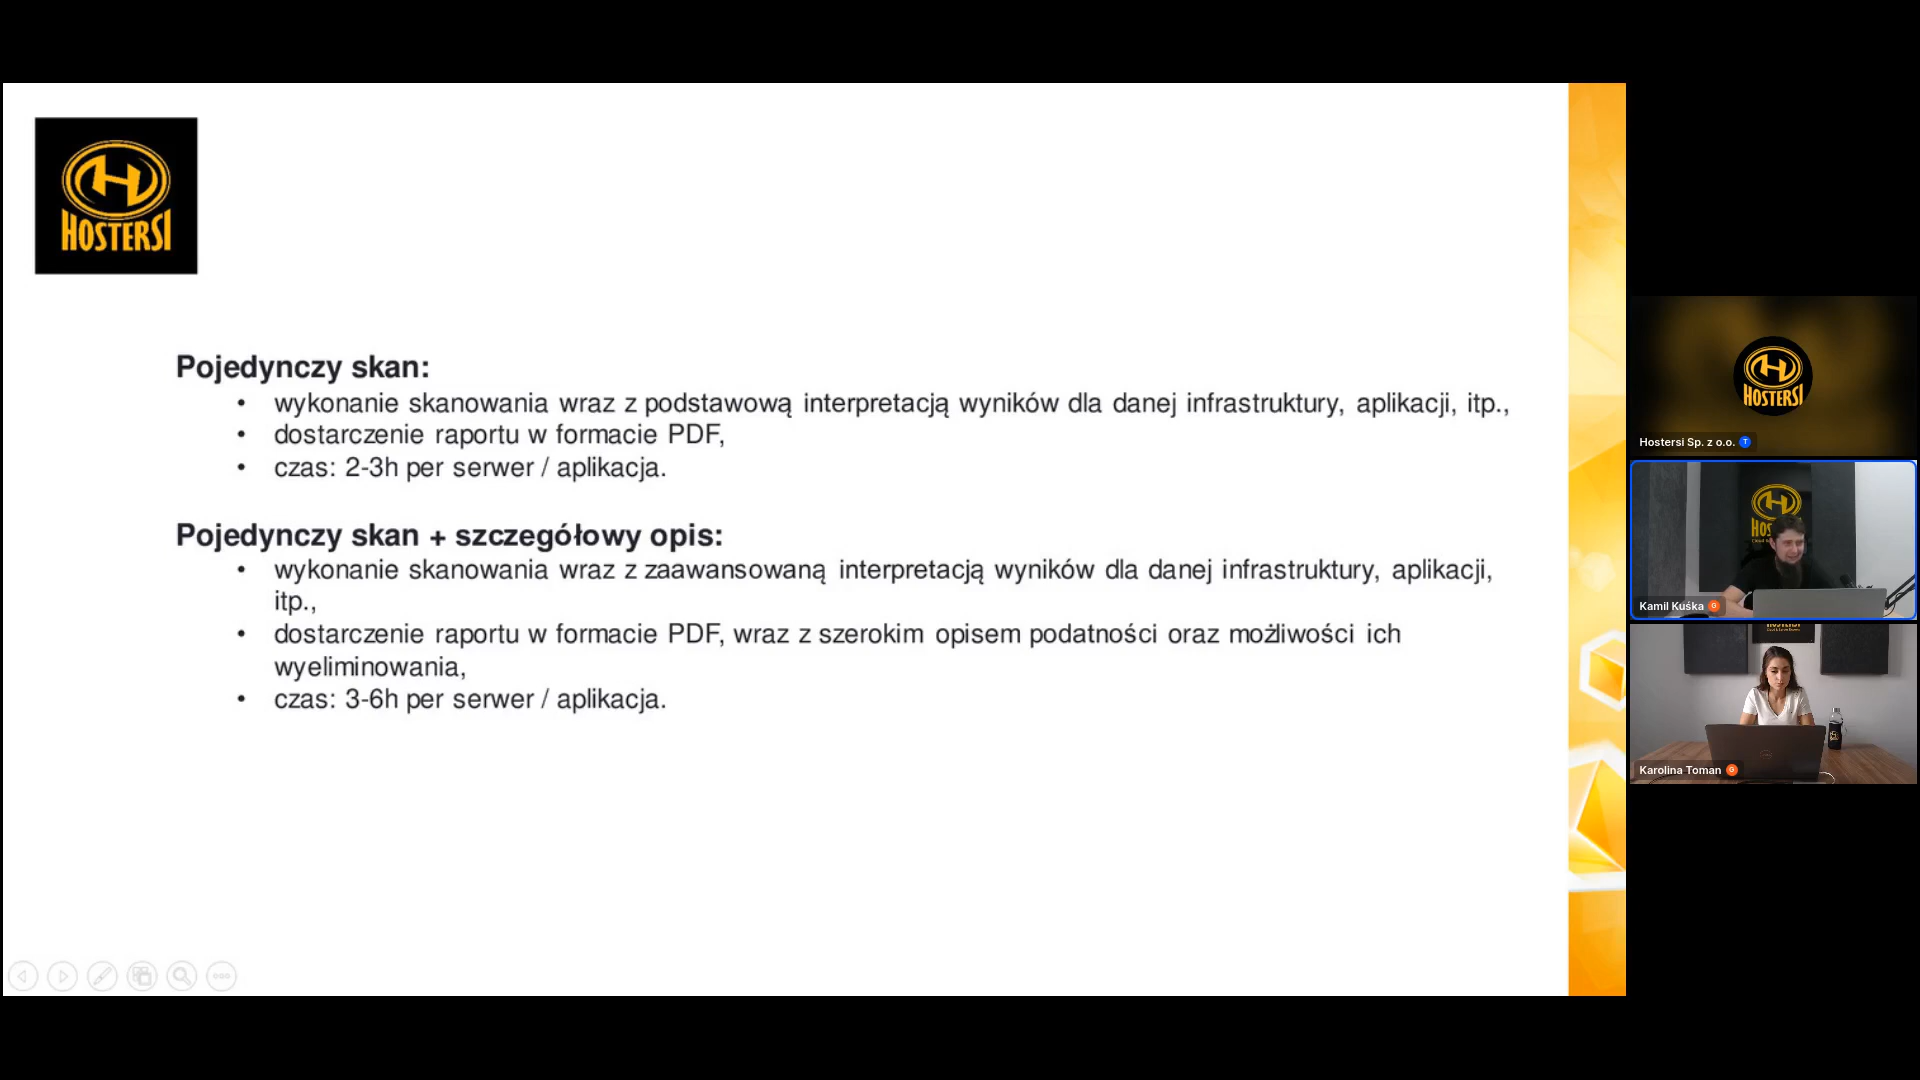 HOSTERSI
Pojedynczy skan:
• wykonanie skanowania wraz z podstawową interpretacją wyników dla danej infrastruktury, aplikacji, itp.,
• dostarczenie raportu w formacie PDF,
• czas: 2-3h per serwer / aplikacja.
Pojedynczy skan + szczegółowy opis:
• wykonanie skanowania wraz z zaawansowaną interpretacją wyników dla danej infrastruktury, aplikacji,
itp.,
• dostarczenie raportu w formacie PDF, wraz z szerokim opisem podatności oraz możliwości ich
wyeliminowania,
• czas: 3-6h per serwer / aplikacja.
HOSTERSI
Hostersi Sp. z o.o. T
Kamil Kuśka G
Karolina Toman G